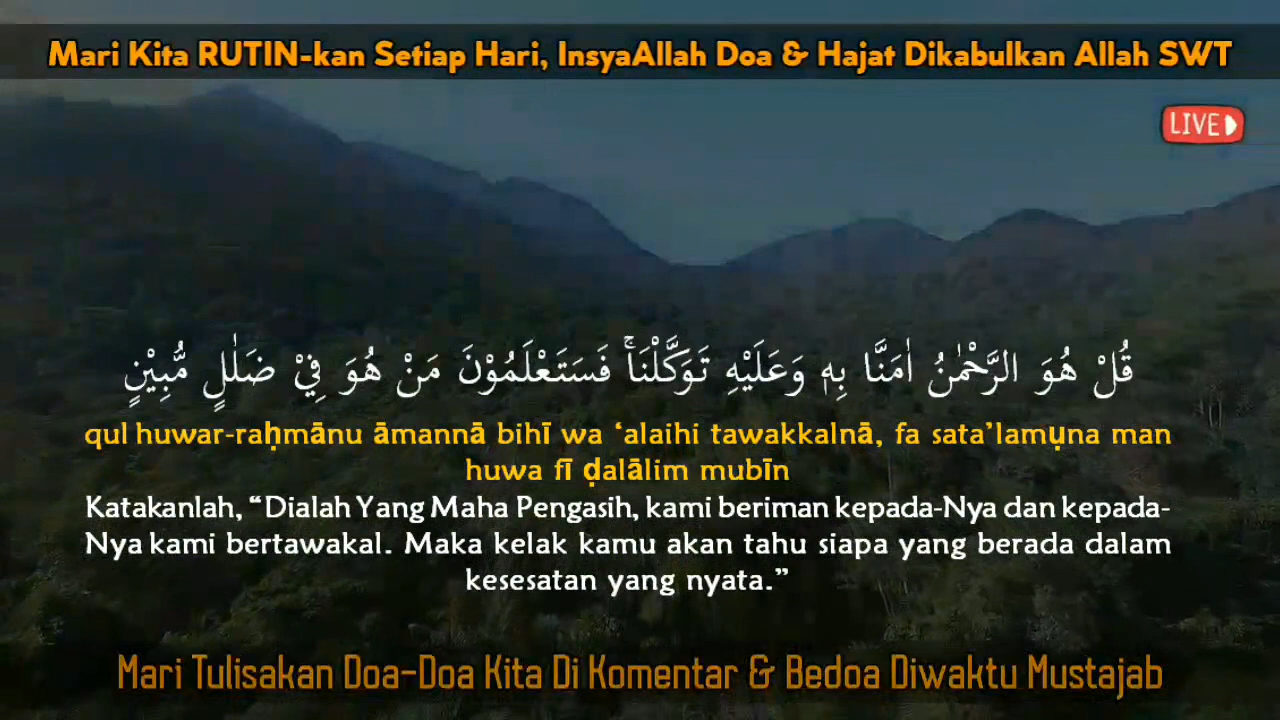 Mari Kita RUTIN-kan Setiap Hari, InsyaAllah Doa & Hajat Dikabulkan Allah SWT
LIVE
قُلْ هُوَ الرَّحْمٰنُ اٰمَنَّا بِهٖ وَعَلَيْهِ تَوَكَّلْنَاۚ فَسَتَعْلَمُوْنَ مَنْ هُوَ فِيْ ضَلٰلٍ مُّبِيْنٍ
qul huwar-raḥmānu āmannā bihī wa ‘alaihi tawakkalnā, fa sata’lamụna man
huwa fī ḍalālim mubīn
Katakanlah, “Dialah Yang Maha Pengasih, kami beriman kepada-Nya dan kepada-
Nya kami bertawakal. Maka kelak kamu akan tahu siapa yang berada dalam
kesesatan yang nyata.”
Mari Tulisakan Doa-Doa Kita Di Komentar & Bedoa Diwaktu Mustajab